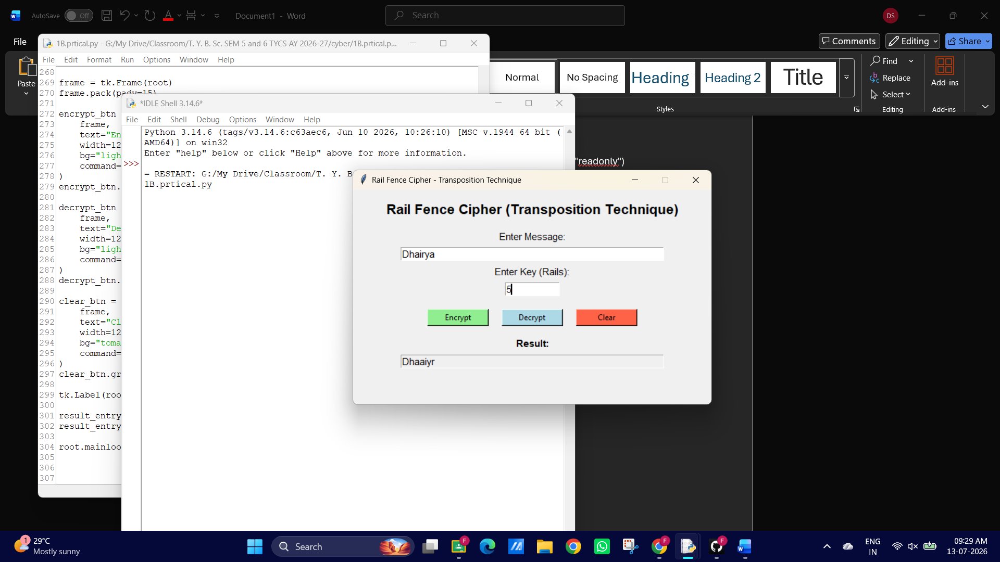 AutoSave Off
Document1 - Word
Search
DS
File
Comments
Editing
Share
Paste
Normal
No Spacing
Heading
Heading 2
Title
Styles
Find
Replace
Select
Editing
Add-ins
Add-ins
"readonly")
1B.prtical.py - G:/My Drive/Classroom/T. Y. B. Sc. SEM 5 and 6 TYCS AY 2026-27/cyber/1B.prtical.p...
File Edit Format Run Options Window Help
268
269 frame = tk.Frame(root)
270 frame.pack(pady=15)
271
272 encrypt_btn
273 frame,
274 text="En
275 width=12
276 bg="ligh
277 command=
278 )
279 encrypt_btn.
280
281 decrypt_btn
282 frame,
283 text="De
284 width=12
285 bg="ligh
286 command=
287 )
288 decrypt_btn.
289
290 clear_btn =
291 frame,
292 text="Cl
293 width=12
294 bg="toma
295 command=
296 )
297 clear_btn.gr
298
299 tk.Label(roo
300
301 result_entry
302 result_entry
303
304 root.mainloo
305
306
307
*IDLE Shell 3.14.6*
File Edit Shell Debug Options Window Help
Python 3.14.6 (tags/v3.14.6:c63aec6, Jun 10 2026, 10:26:10) [MSC v.1944 64 bit (
AMD64)] on win32
Enter "help" below or click "Help" above for more information.
>>>
= RESTART: G:/My Drive/Classroom/T. Y. B
1B.prtical.py
Rail Fence Cipher - Transposition Technique
Rail Fence Cipher (Transposition Technique)
Enter Message:
Dhairya
Enter Key (Rails):
5
Encrypt Decrypt Clear
Result:
Dhaaiyr
1
29°C
Mostly sunny
Search
F
F
F
ENG
IN
09:29 AM
13-07-2026